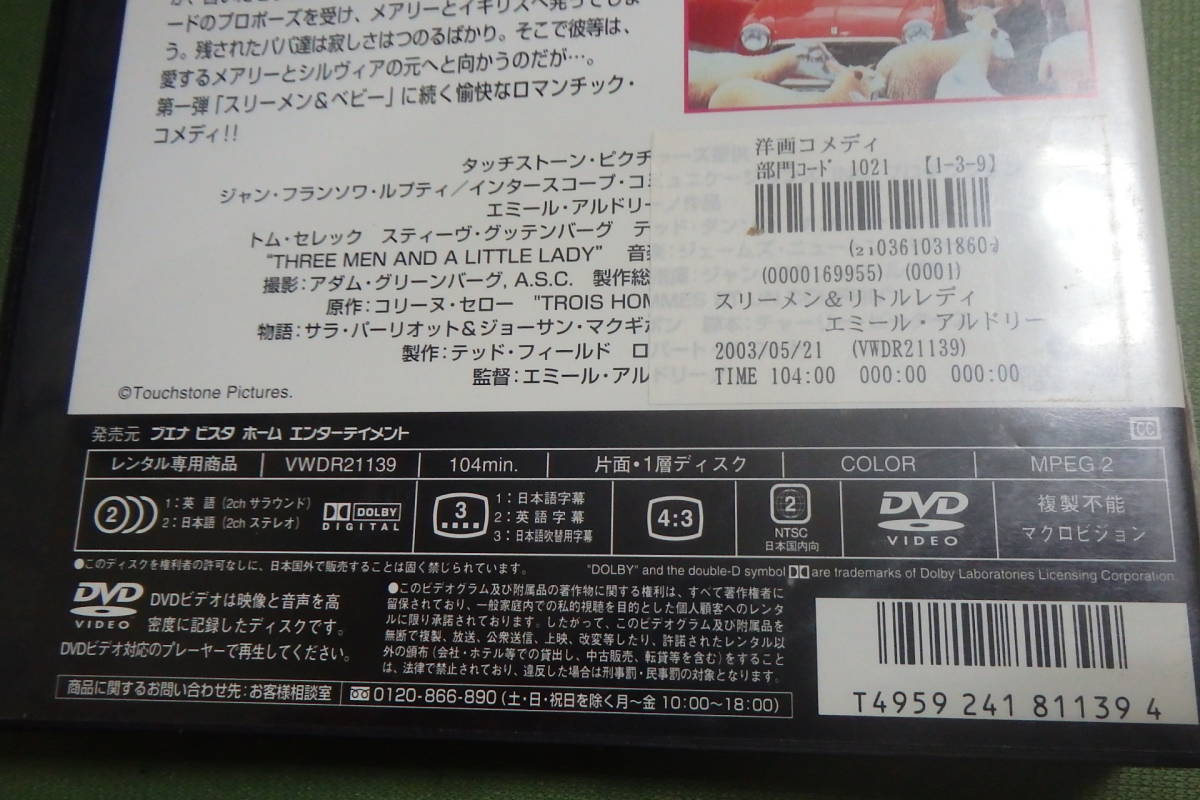 ードのプロポーズを受け、メアリーとイギリスへ発ってしま
う。残されたパパ達は寂しさはつのるばかり。そこで彼等は、
愛するメアリーとシルヴィアの元へと向かうのだが…。
第一弾「スリーメン＆ベビー」に続く愉快なロマンチック・
コメディ!!
タッチストーン・ピクチ
ジャン・フランソワ・ルプティ／インタースコープ・コミ
エミール・アルドリー
トム・セレック スティーヴ・グッテンバーグ テ
"THREE MEN AND A LITTLE LADY" 音楽
撮影：アダム・グリーンバーグ, A.S.C. 製作総
原作：コリーヌ・セロー "TROIS HOM
物語：サラ・パーリオット＆ジョーサン・マクギボ
製作：テッド・フィールド ロ
監督：エミール・アル
©Touchstone Pictures.
洋画コメディ
部門コード 1021 【1-3-9】
(21036103186０２)
(0000169955) (0001)
スリーメン＆リトルレディ
エミール・アルドリー
2003/05/21 (VWDR21139)
TIME 104:00 000:00 000:00
発売元 ブエナ ビスタ ホーム エンターテイメント
CC
レンタル専用商品 VWDR21139 104min. 片面・1層ディスク COLOR MPEG 2
2 1：英 語 (2ch サラウンド)
2：日本語 (2ch ステレオ)
DOLBY
DIGITAL
3 1：日本語字幕
2：英 語 字 幕
3：日本語吹替用字幕
4:3
2
NTSC
日本国内向
DVD
VIDEO
複製不能
マクロビジョン
●このディスクを権利者の許可なしに、日本国外で販売することは固く禁じられています。
"DOLBY" and the double-D symbol are trademarks of Dolby Laboratories Licensing Corporation.
DVD
VIDEO
DVDビデオは映像と音声を高
密度に記録したディスクです。
DVDビデオ対応のプレーヤーで再生してください。
●このビデオグラム及び付属品の著作物に関する権利は、すべて著作権者に
留保されており、一般家庭内での私的視聴を目的とした個人顧客へのレンタ
ルに限り承諾されております。したがって、このビデオグラム及び付属品を
無断で複製、放送、公衆送信、上映、改変等したり、許諾されたレンタル以
外の頒布（会社・ホテル等での貸出し、中古販売、転貸等を含む）をすること
は、法律で禁止されており、違反した場合は刑事罰・民事罰の対象となります。
商品に関するお問い合わせ先：お客様相談室 0120-866-890（土・日・祝日を除く月～金 10:00～18:00）
T4959 241 811394